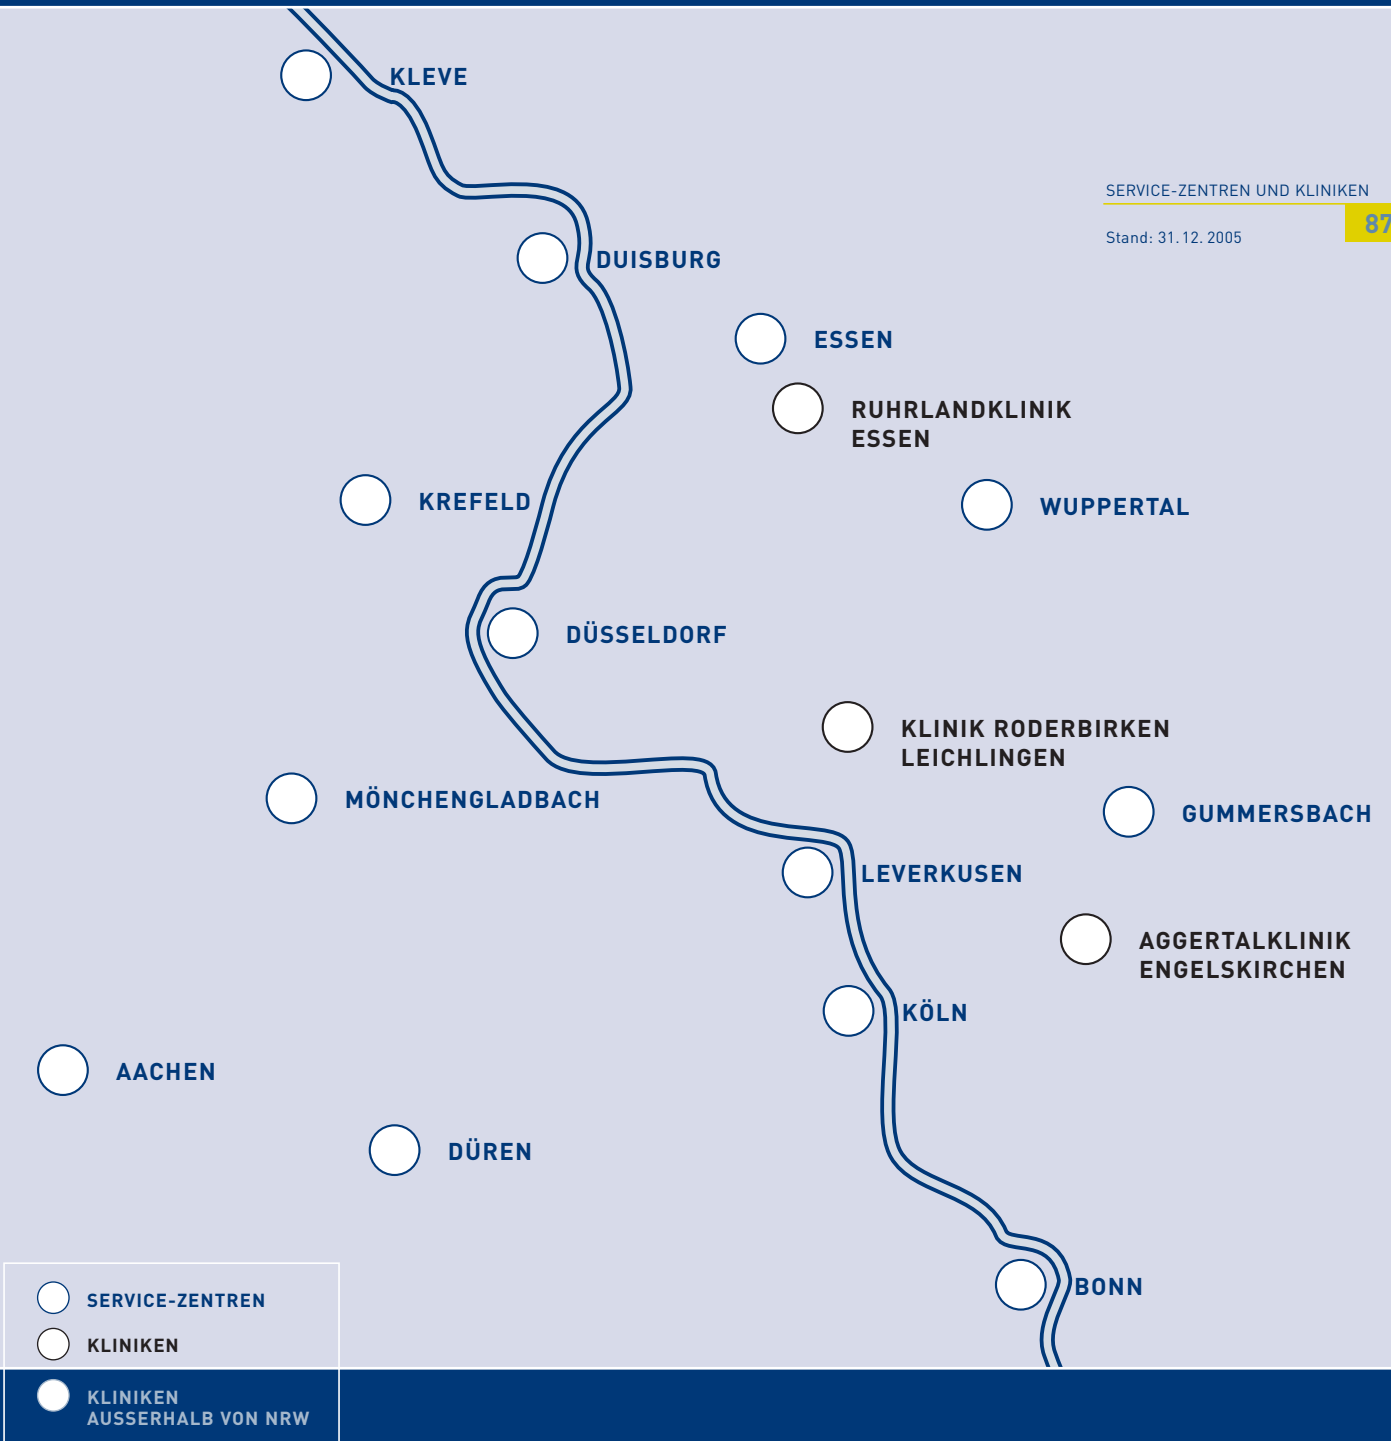 KLEVE
SERVICE-ZENTREN UND KLINIKEN
87
Stand: 31.12.2005
DUISBURG
ESSEN
RUHRLANDKLINIK
ESSEN
KREFELD
WUPPERTAL
DÜSSELDORF
KLINIK RODERBIRKEN
LEICHLINGEN
MÖNCHENGLADBACH
GUMMERSBACH
LEVERKUSEN
AGGERTALKLINIK
ENGELSKIRCHEN
KÖLN
AACHEN
DÜREN
BONN
SERVICE-ZENTREN
KLINIKEN
KLINIKEN
AUSSERHALB VON NRW